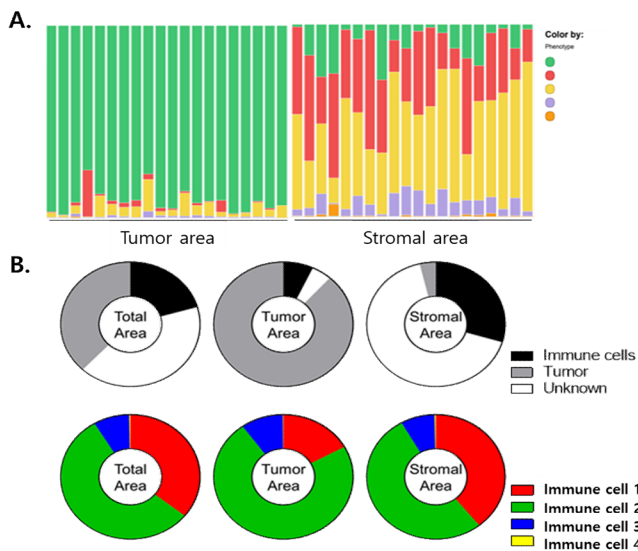 A.
Color by:
Phenotype
Tumor area
Stromal area
B.
Total
Area
Tumor
Area
Stromal
Area
Immune cells
Tumor
Unknown
Total
Area
Tumor
Area
Stromal
Area
Immune cell 1
Immune cell 2
Immune cell 3
Immune cell 4